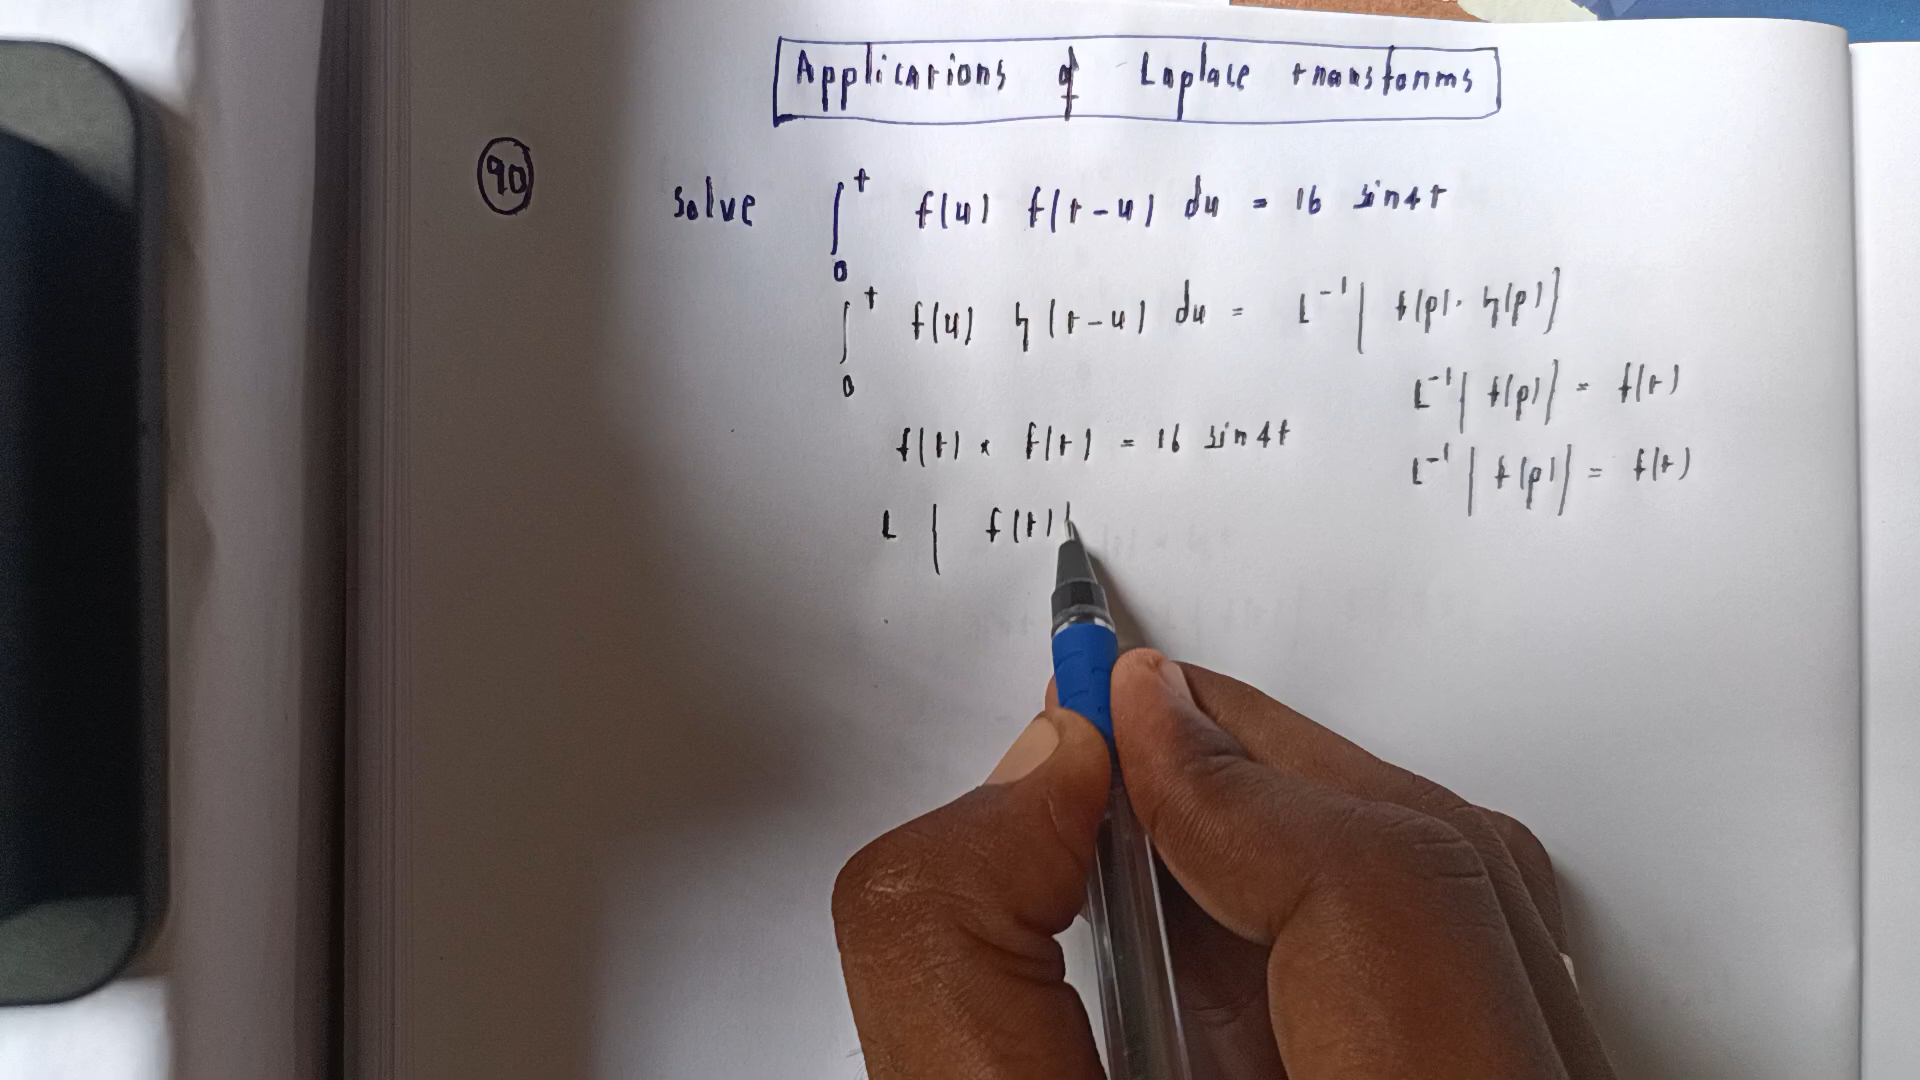 Applications of Laplace transforms
90
Solve ∫₀ᵗ f(u) f(t-u) du = 16 sin4t
∫₀ᵗ f(u) g(t-u) du = L⁻¹{f(p). g(p)}
L⁻¹{f(p)} = f(t)
f(t) * f(t) = 16 sin4t
L⁻¹{f(p)} = f(t)
L { f(t)